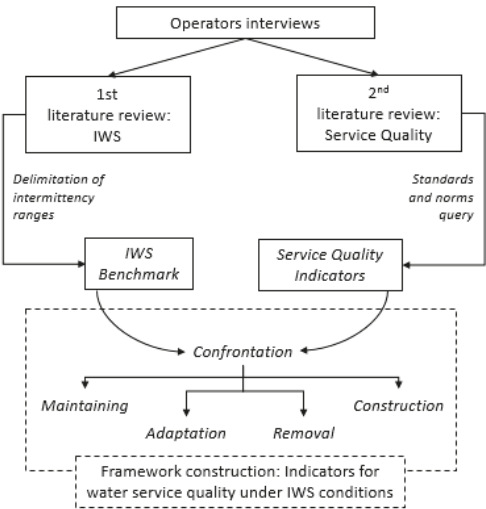 Operators interviews
1st
literature review:
IWS
2nd
literature review:
Service Quality
Delimitation of
intermittency
ranges
Standards
and norms
query
IWS
Benchmark
Service Quality
Indicators
Confrontation
Maintaining
Construction
Adaptation
Removal
Framework construction: Indicators for
water service quality under IWS conditions